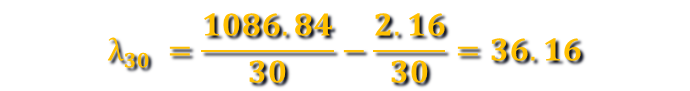 λ₃₀ = 1086.84/30 − 2.16/30 = 36.16